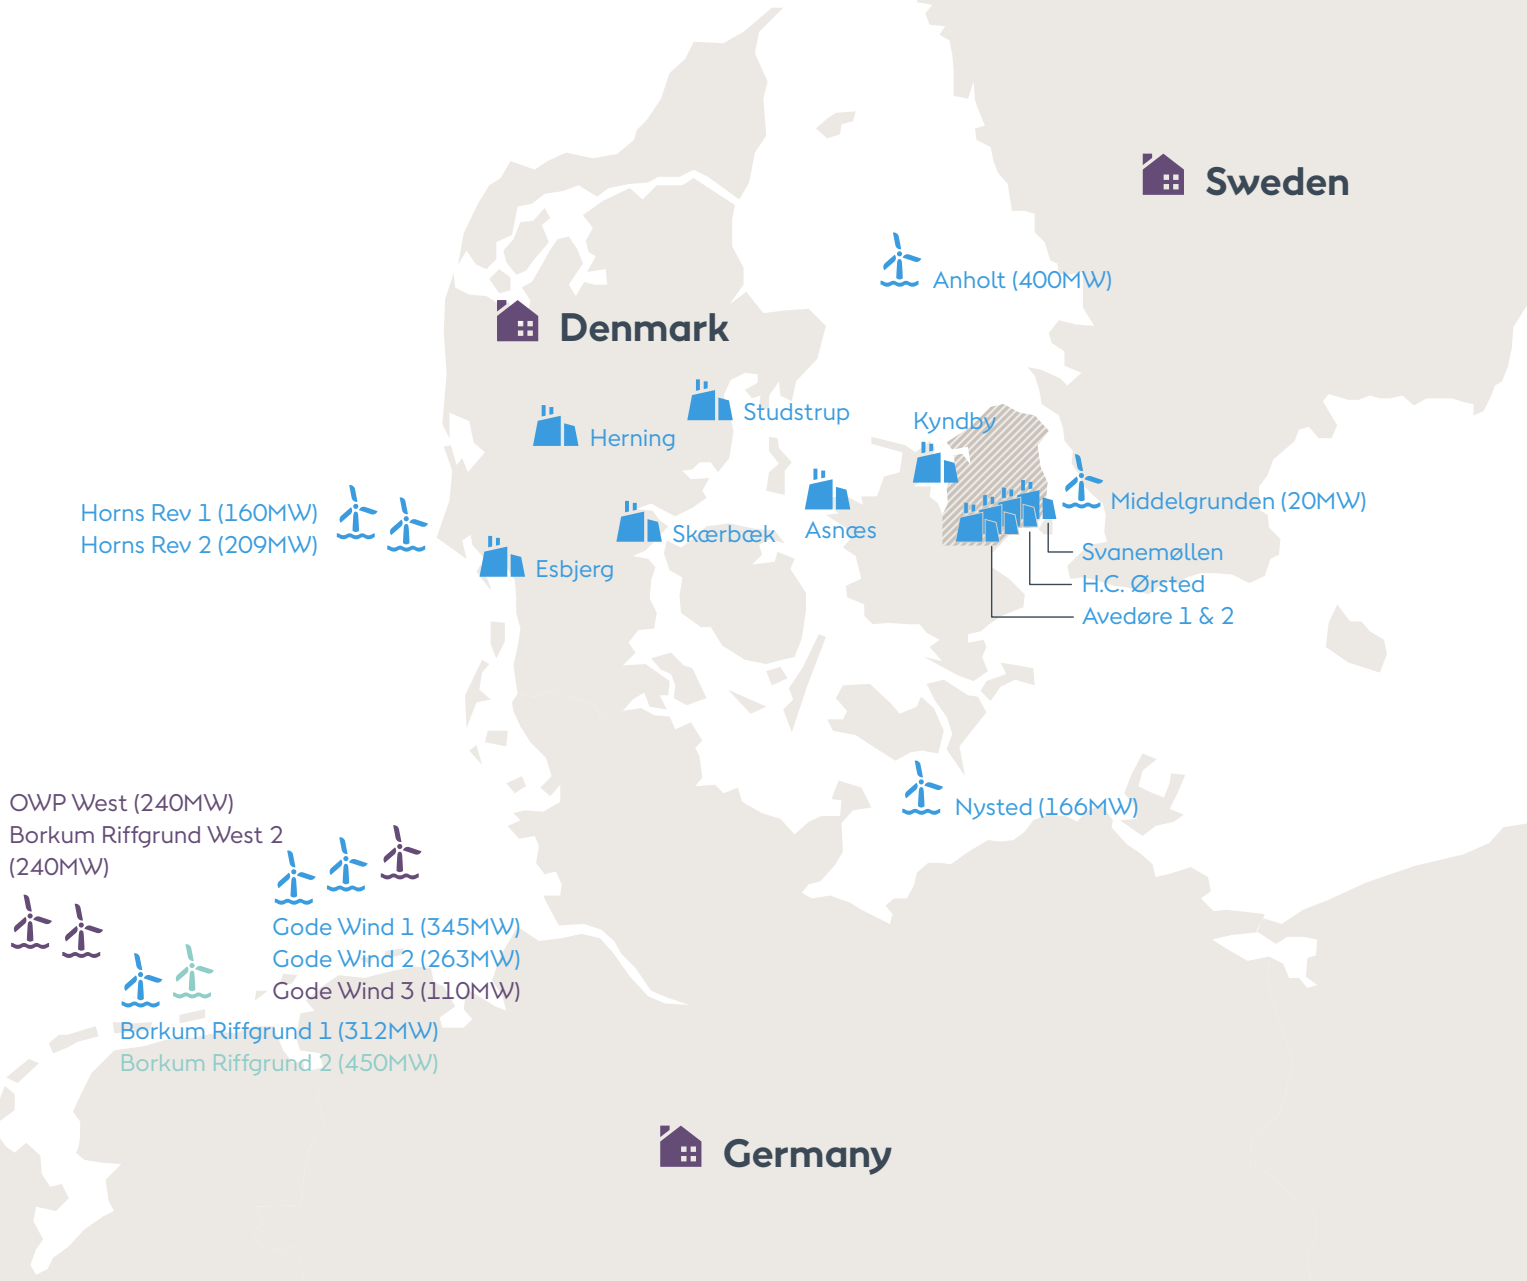 Sweden
Anholt (400MW)
Denmark
Studstrup
Kyndby
Herning
Horns Rev 1 (160MW)
Horns Rev 2 (209MW)
Middelgrunden (20MW)
Skærbæk
Asnæs
Esbjerg
Svanemøllen
H.C. Ørsted
Avedøre 1 & 2
OWP West (240MW)
Borkum Riffgrund West 2
(240MW)
Nysted (166MW)
Gode Wind 1 (345MW)
Gode Wind 2 (263MW)
Gode Wind 3 (110MW)
Borkum Riffgrund 1 (312MW)
Borkum Riffgrund 2 (450MW)
Germany